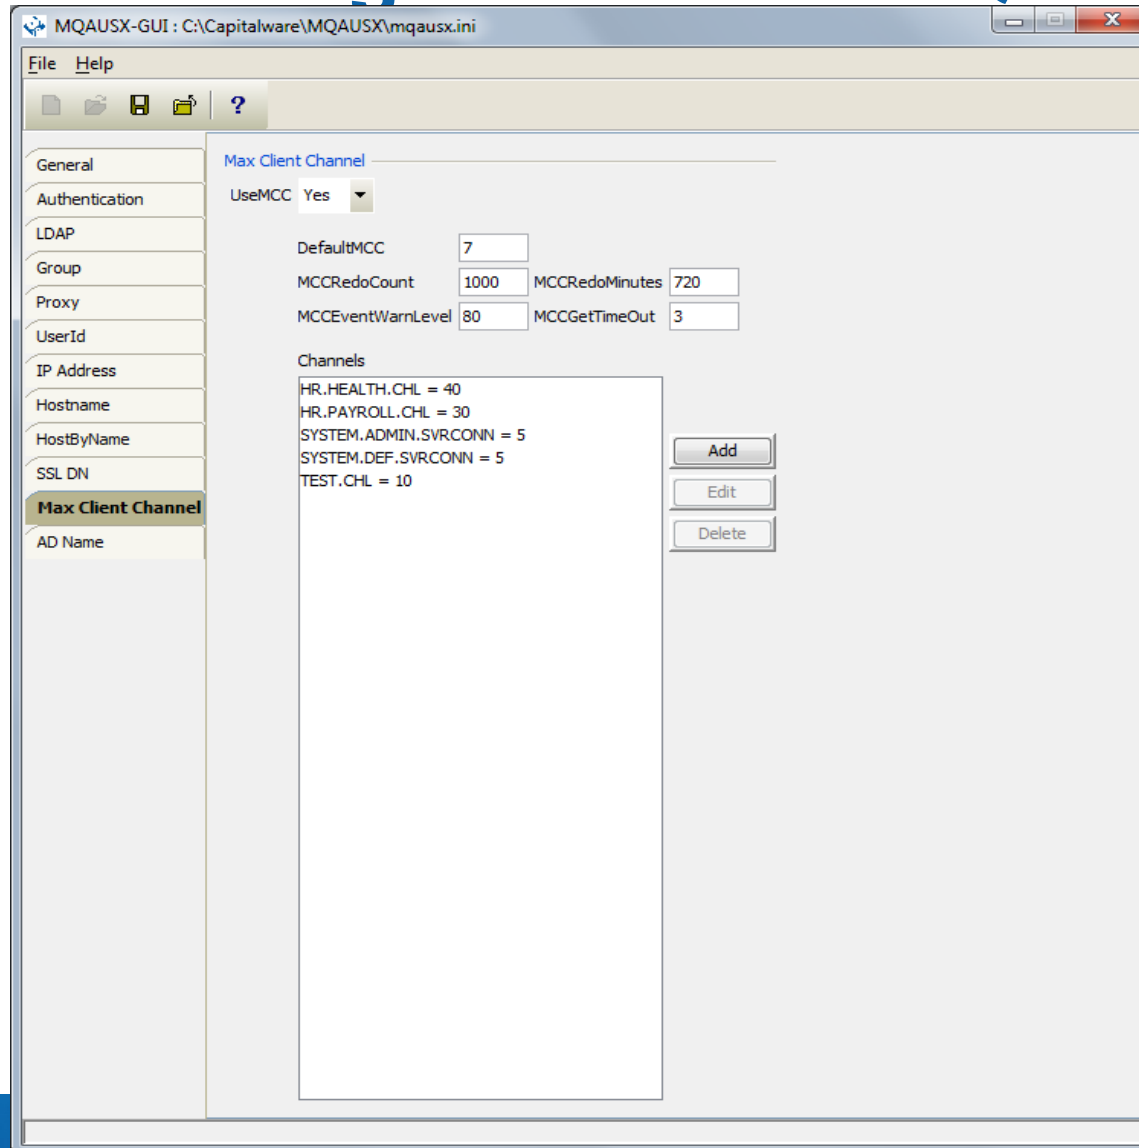 MQAUSX-GUI : C:\Capitalware\MQAUSX\mqausx.ini
File Help
?
General
Authentication
LDAP
Group
Proxy
UserId
IP Address
Hostname
HostByName
SSL DN
Max Client Channel
AD Name
Max Client Channel
UseMCC Yes
DefaultMCC 7
MCCRedoCount 1000 MCCRedoMinutes 720
MCCEventWarnLevel 80 MCCGetTimeOut 3
Channels
HR.HEALTH.CHL = 40
HR.PAYROLL.CHL = 30
SYSTEM.ADMIN.SVRCONN = 5
SYSTEM.DEF.SVRCONN = 5
TEST.CHL = 10
Add
Edit
Delete